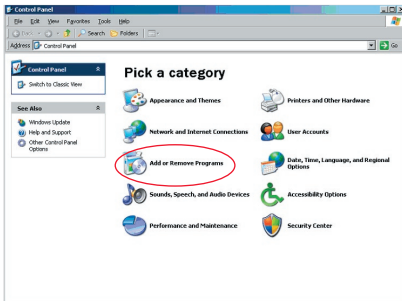 Control Panel
File Edit View Favorites Tools Help
Back Search Folders
Address Control Panel Go
Control Panel
Switch to Classic View
See Also
Windows Update
Help and Support
Other Control Panel
Options
Pick a category
Appearance and Themes
Printers and Other Hardware
Network and Internet Connections
User Accounts
Add or Remove Programs
Date, Time, Language, and Regional
Options
Sounds, Speech, and Audio Devices
Accessibility Options
Performance and Maintenance
Security Center